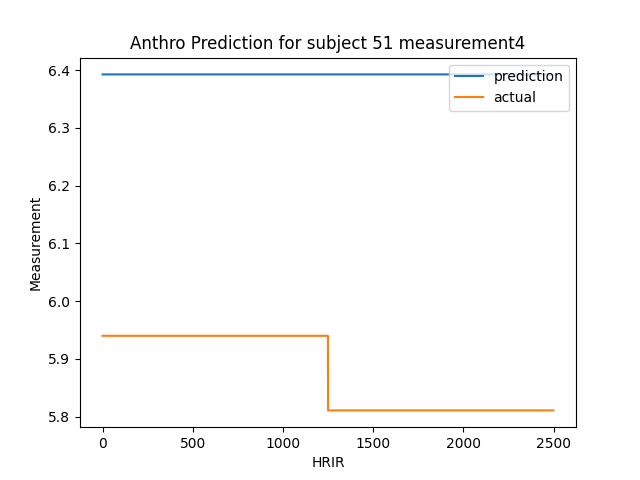 Anthro Prediction for subject 51 measurement4
prediction
actual
Measurement
6.4
6.3
6.2
6.1
6.0
5.9
5.8
0 500 1000 1500 2000 2500
HRIR